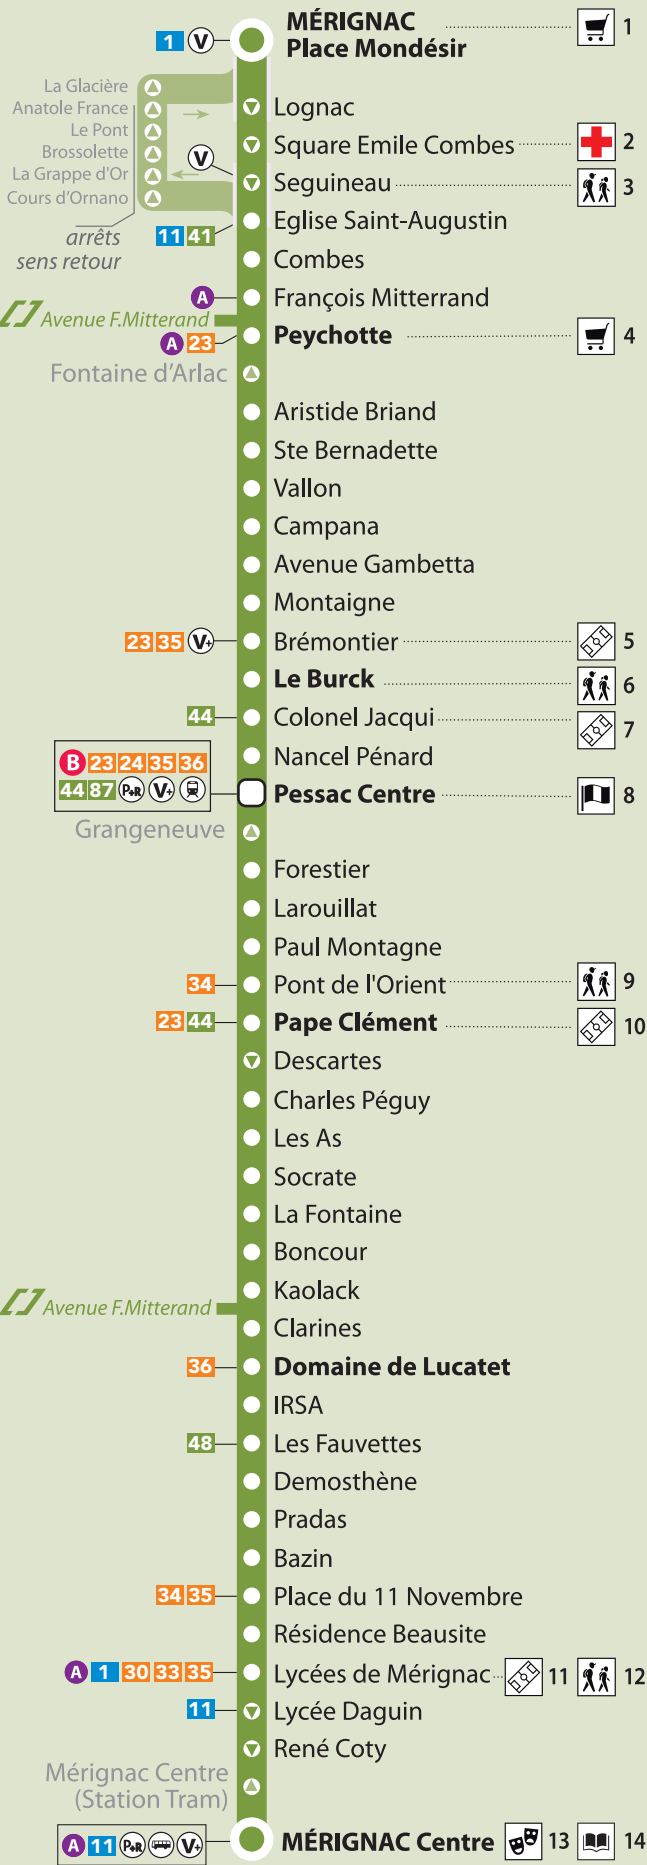 MÉRIGNAC
Place Mondésir
1 V
1
La Glacière
Anatole France
Le Pont
Brossolette
La Grappe d'Or
Cours d'Ornano
arrêts
sens retour
Lognac
Square Emile Combes
2
V
Seguineau
3
11 41
Eglise Saint-Augustin
Combes
A
François Mitterrand
Avenue F.Mitterand
A 23
Peychotte
4
Fontaine d'Arlac
Aristide Briand
Ste Bernadette
Vallon
Campana
Avenue Gambetta
Montaigne
23 35 V+
Brémontier
5
Le Burck
6
44
Colonel Jacqui
7
Nancel Pénard
B 23 24 35 36
44 87 P+R V+
Pessac Centre
8
Grangeneuve
Forestier
Larouillat
Paul Montagne
34
Pont de l'Orient
9
23 44
Pape Clément
10
Descartes
Charles Péguy
Les As
Socrate
La Fontaine
Boncour
Kaolack
Avenue F.Mitterand
Clarines
36
Domaine de Lucatet
IRSA
48
Les Fauvettes
Demosthène
Pradas
Bazin
34 35
Place du 11 Novembre
Résidence Beausite
A 1 30 33 35
Lycées de Mérignac
11
12
11
Lycée Daguin
René Coty
Mérignac Centre
(Station Tram)
A 11 P+R V+
MÉRIGNAC Centre
13
14